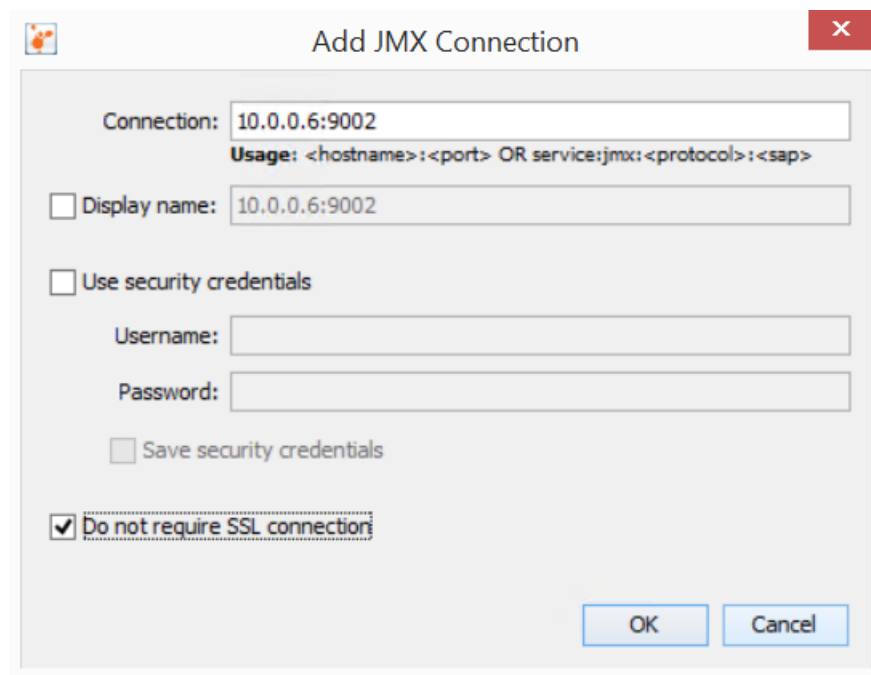 Add JMX Connection
x
Connection: 10.0.0.6:9002
Usage: <hostname>:<port> OR service:jmx:<protocol>:<sap>
Display name: 10.0.0.6:9002
Use security credentials
Username:
Password:
Save security credentials
Do not require SSL connection
OK Cancel